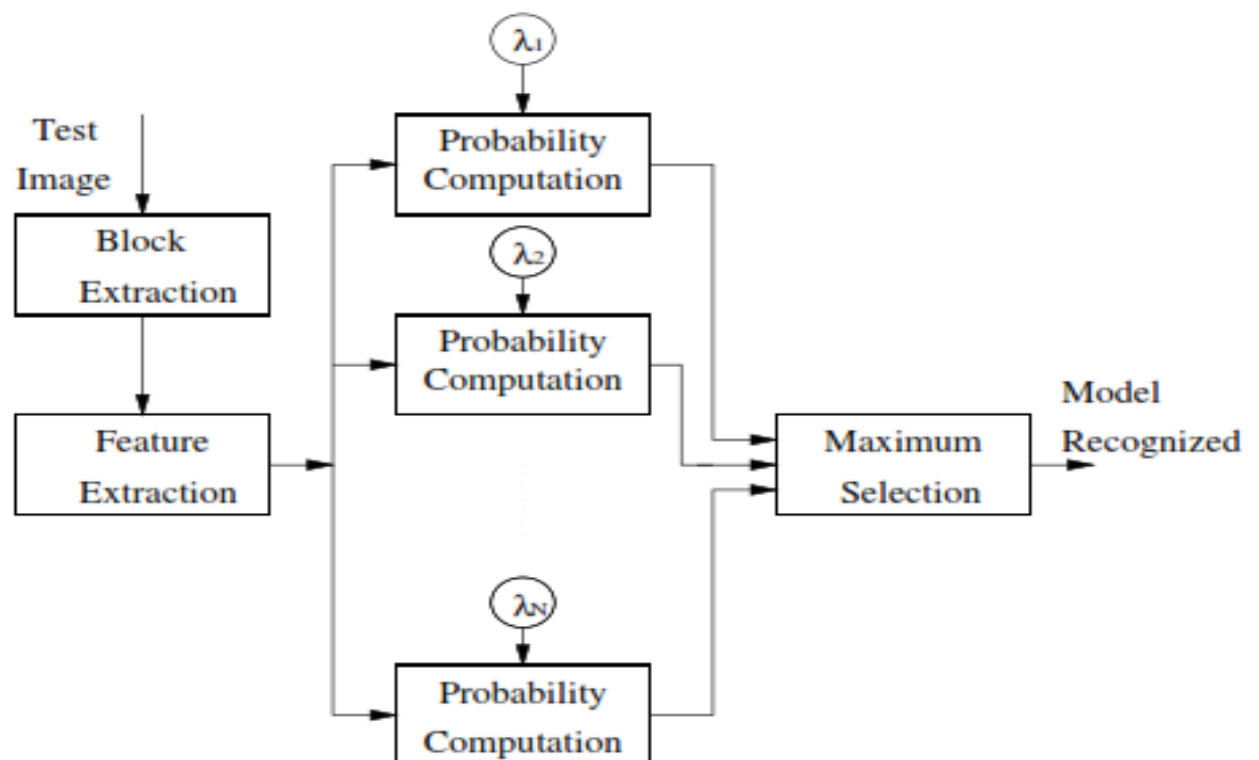 λ1
Test
Image
Probability
Computation
Block
Extraction
λ2
Probability
Computation
Feature
Extraction
Maximum
Selection
Model
Recognized
λN
Probability
Computation